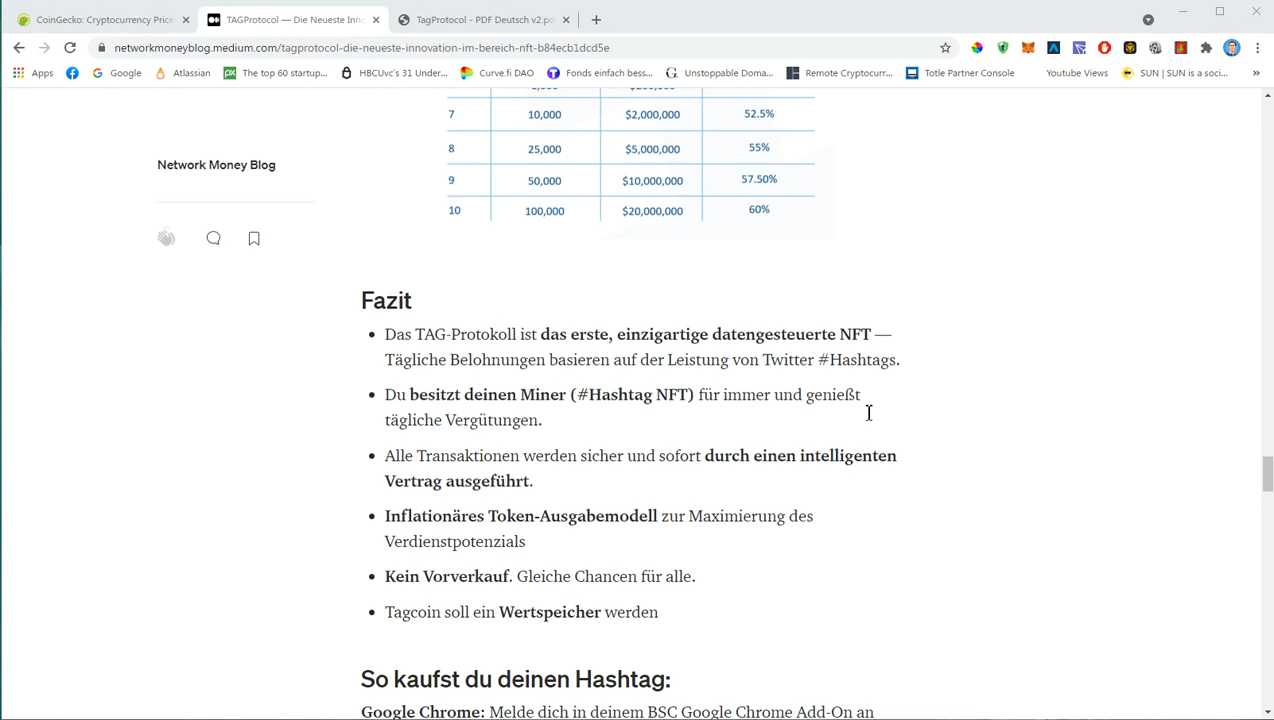 CoinGecko: Cryptocurrency Price
TAGProtocol — Die Neueste Inno
TagProtocol - PDF Deutsch v2.pd
networkmoneyblog.medium.com/tagprotocol-die-neueste-innovation-im-bereich-nft-b84ecb1dcd5e
Apps
Google
Atlassian
The top 60 startup...
HBCUvc's 31 Under...
Curve.fi DAO
Fonds einfach bess...
Unstoppable Doma...
Remote Cryptocurr...
Totle Partner Console
Youtube Views
SUN | SUN is a soci...
7 10,000 $2,000,000 52.5%
8 25,000 $5,000,000 55%
9 50,000 $10,000,000 57.50%
10 100,000 $20,000,000 60%
Network Money Blog
Fazit
Das TAG-Protokoll ist das erste, einzigartige datengesteuerte NFT —
Tägliche Belohnungen basieren auf der Leistung von Twitter #Hashtags.
Du besitzt deinen Miner (#Hashtag NFT) für immer und genießt
tägliche Vergütungen.
Alle Transaktionen werden sicher und sofort durch einen intelligenten
Vertrag ausgeführt.
Inflationäres Token-Ausgabemodell zur Maximierung des
Verdienstpotenzials
Kein Vorverkauf. Gleiche Chancen für alle.
Tagcoin soll ein Wertspeicher werden
So kaufst du deinen Hashtag:
Google Chrome: Melde dich in deinem BSC Google Chrome Add-On an